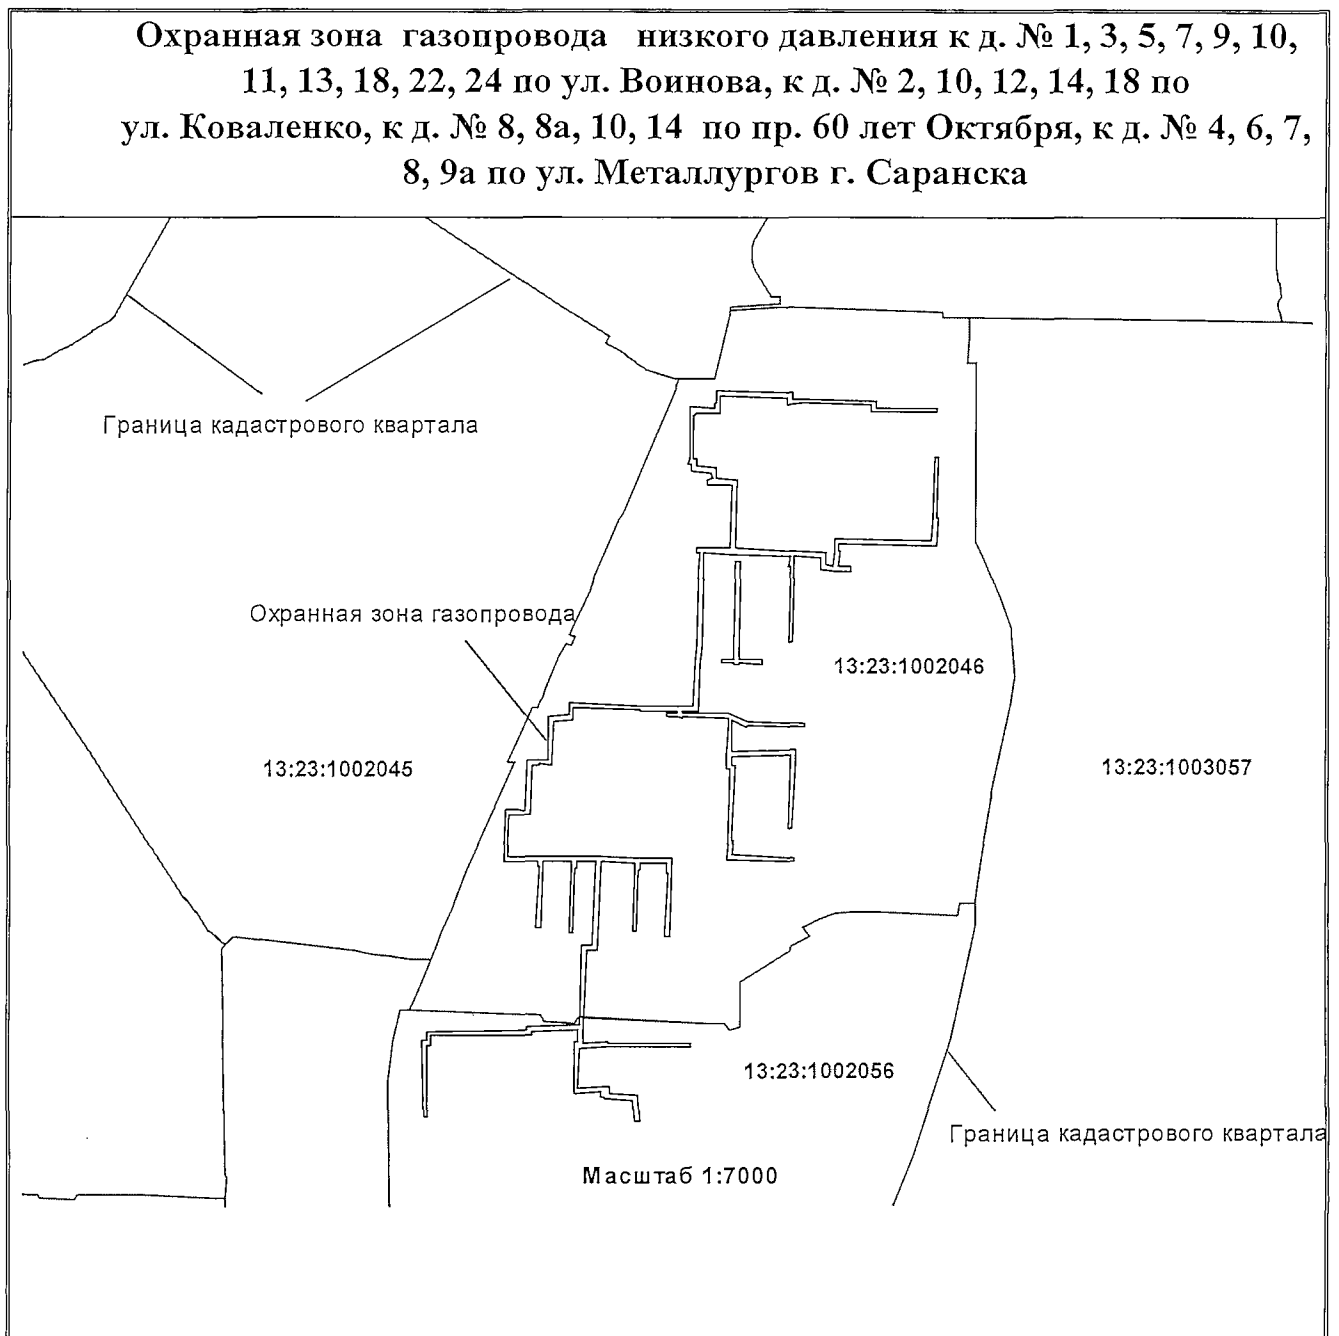 Охранная зона газопровода низкого давления к д. № 1, 3, 5, 7, 9, 10,
11, 13, 18, 22, 24 по ул. Воинова, к д. № 2, 10, 12, 14, 18 по
ул. Коваленко, к д. № 8, 8а, 10, 14 по пр. 60 лет Октября, к д. № 4, 6, 7,
8, 9а по ул. Металлургов г. Саранска
Граница кадастрового квартала
Охранная зона газопровода
13:23:1002046
13:23:1002045
13:23:1003057
13:23:1002056
Граница кадастрового квартала
Масштаб 1:7000